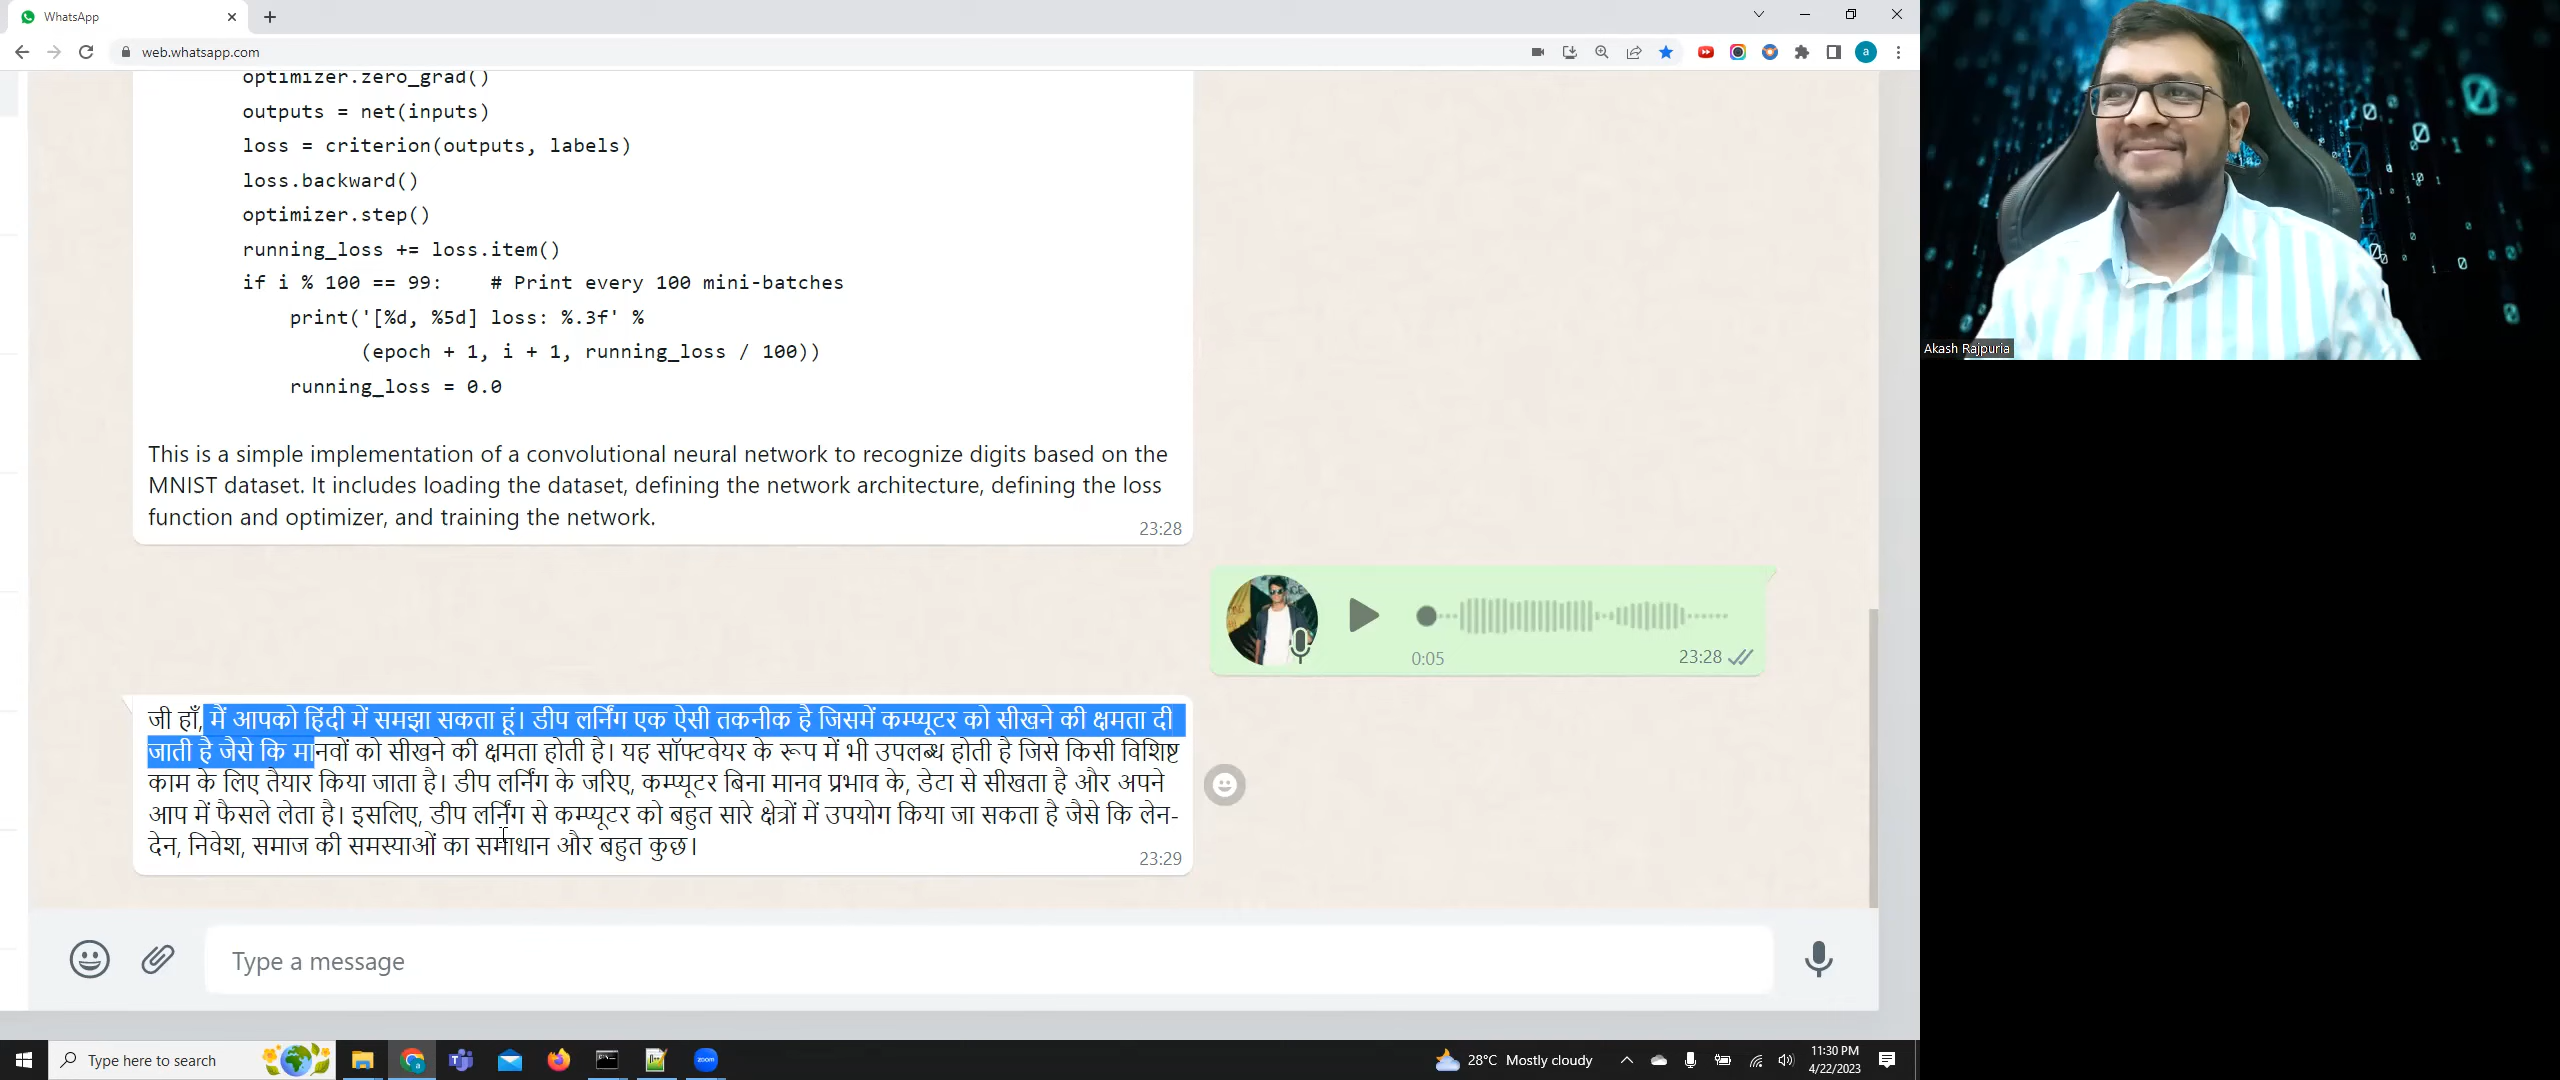 WhatsApp
web.whatsapp.com
a
optimizer.zero_grad()
outputs = net(inputs)
loss = criterion(outputs, labels)
loss.backward()
optimizer.step()
running_loss += loss.item()
if i % 100 == 99:    # Print every 100 mini-batches
print('[%d, %5d] loss: %.3f' %
(epoch + 1, i + 1, running_loss / 100))
running_loss = 0.0
This is a simple implementation of a convolutional neural network to recognize digits based on the
MNIST dataset. It includes loading the dataset, defining the network architecture, defining the loss
function and optimizer, and training the network.
23:28
0:05
23:28
जी हाँ, मैं आपको हिंदी में समझा सकता हूं। डीप लर्निंग एक ऐसी तकनीक है जिसमें कम्प्यूटर को सीखने की क्षमता दी
जाती है जैसे कि मानवों को सीखने की क्षमता होती है। यह सॉफ्टवेयर के रूप में भी उपलब्ध होती है जिसे किसी विशिष्ट
काम के लिए तैयार किया जाता है। डीप लर्निंग के जरिए, कम्प्यूटर बिना मानव प्रभाव के, डेटा से सीखता है और अपने
आप में फैसले लेता है। इसलिए, डीप लर्निंग से कम्प्यूटर को बहुत सारे क्षेत्रों में उपयोग किया जा सकता है जैसे कि लेन-
देन, निवेश, समाज की समस्याओं का समाधान और बहुत कुछ।
23:29
Type a message
Type here to search
zoom
28°C Mostly cloudy
11:30 PM
4/22/2023
Akash Rajpuria